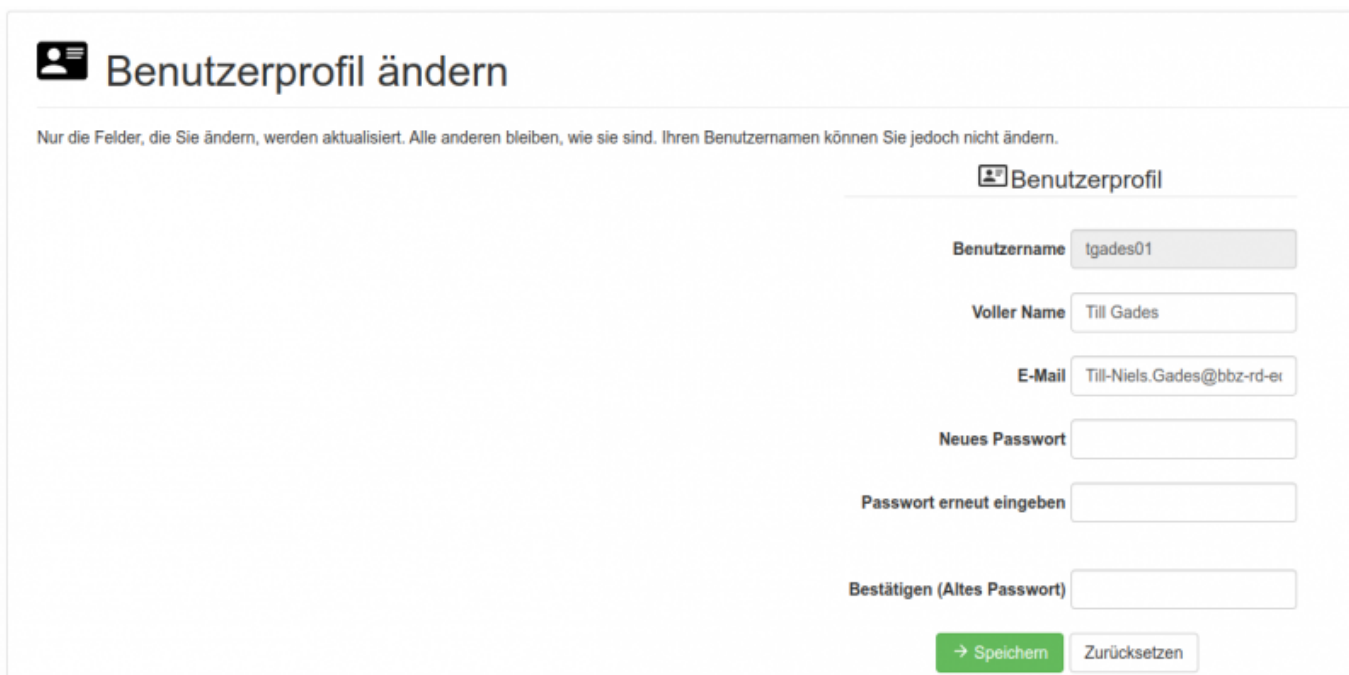 Benutzerprofil ändern
Nur die Felder, die Sie ändern, werden aktualisiert. Alle anderen bleiben, wie sie sind. Ihren Benutzernamen können Sie jedoch nicht ändern.
Benutzerprofil
Benutzername tgades01
Voller Name Till Gades
E-Mail Till-Niels.Gades@bbz-rd-e
Neues Passwort
Passwort erneut eingeben
Bestätigen (Altes Passwort)
→ Speichern Zurücksetzen